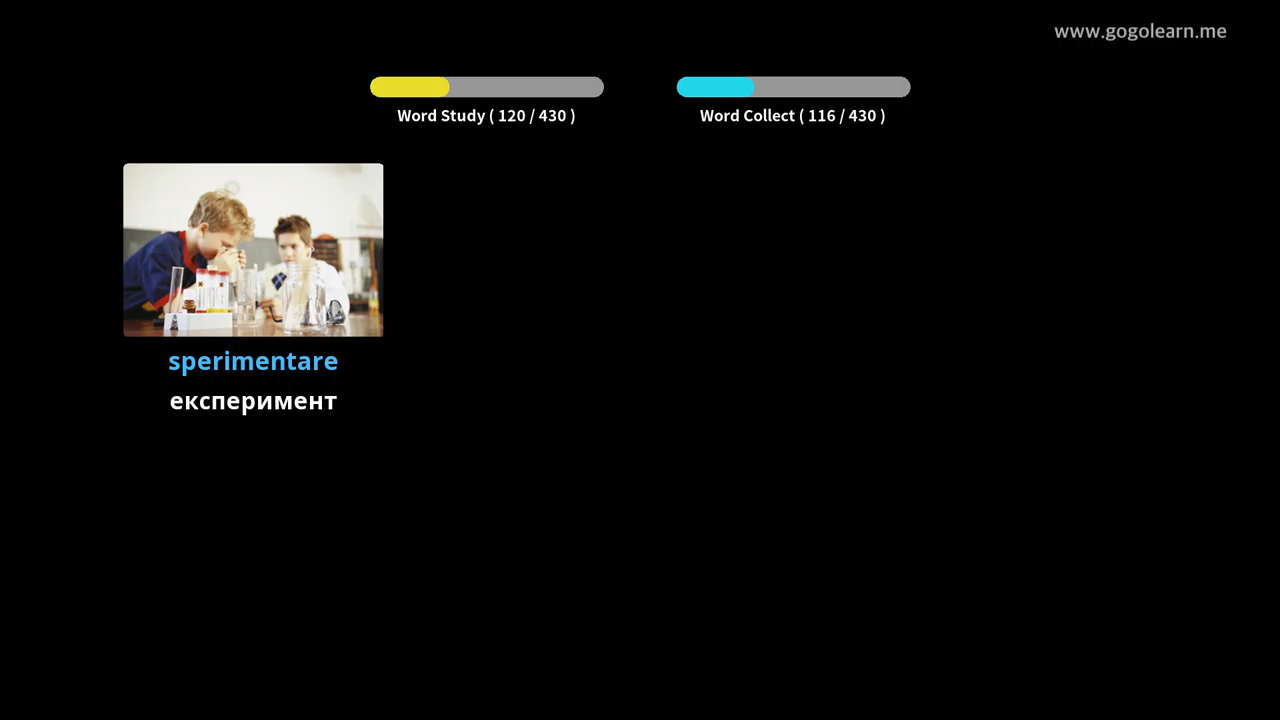 www.gogolearn.me
Word Study ( 120 / 430 )
Word Collect ( 116 / 430 )
sperimentare
експеримент